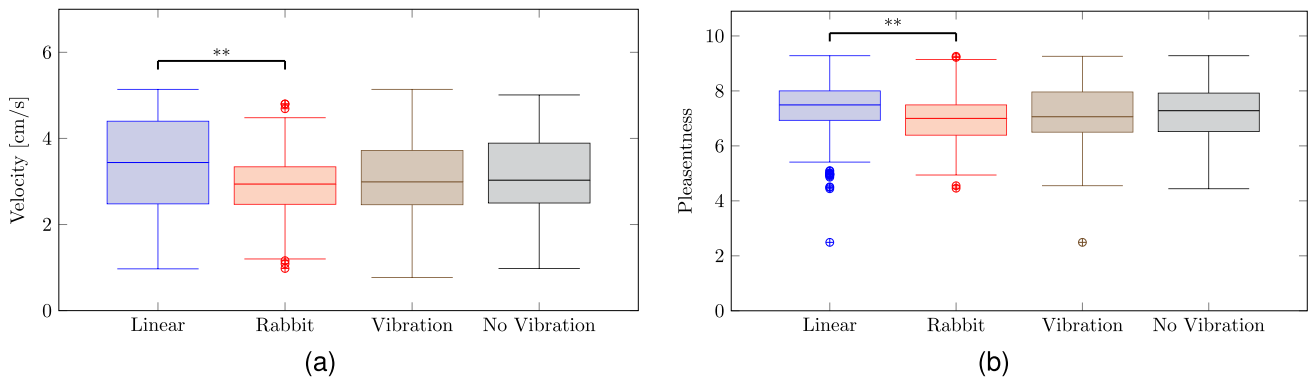 6
4
2
0
Velocity [cm/s]
**
Linear Rabbit Vibration No Vibration
(a)
10
8
6
4
2
0
Pleasentness
**
Linear Rabbit Vibration No Vibration
(b)